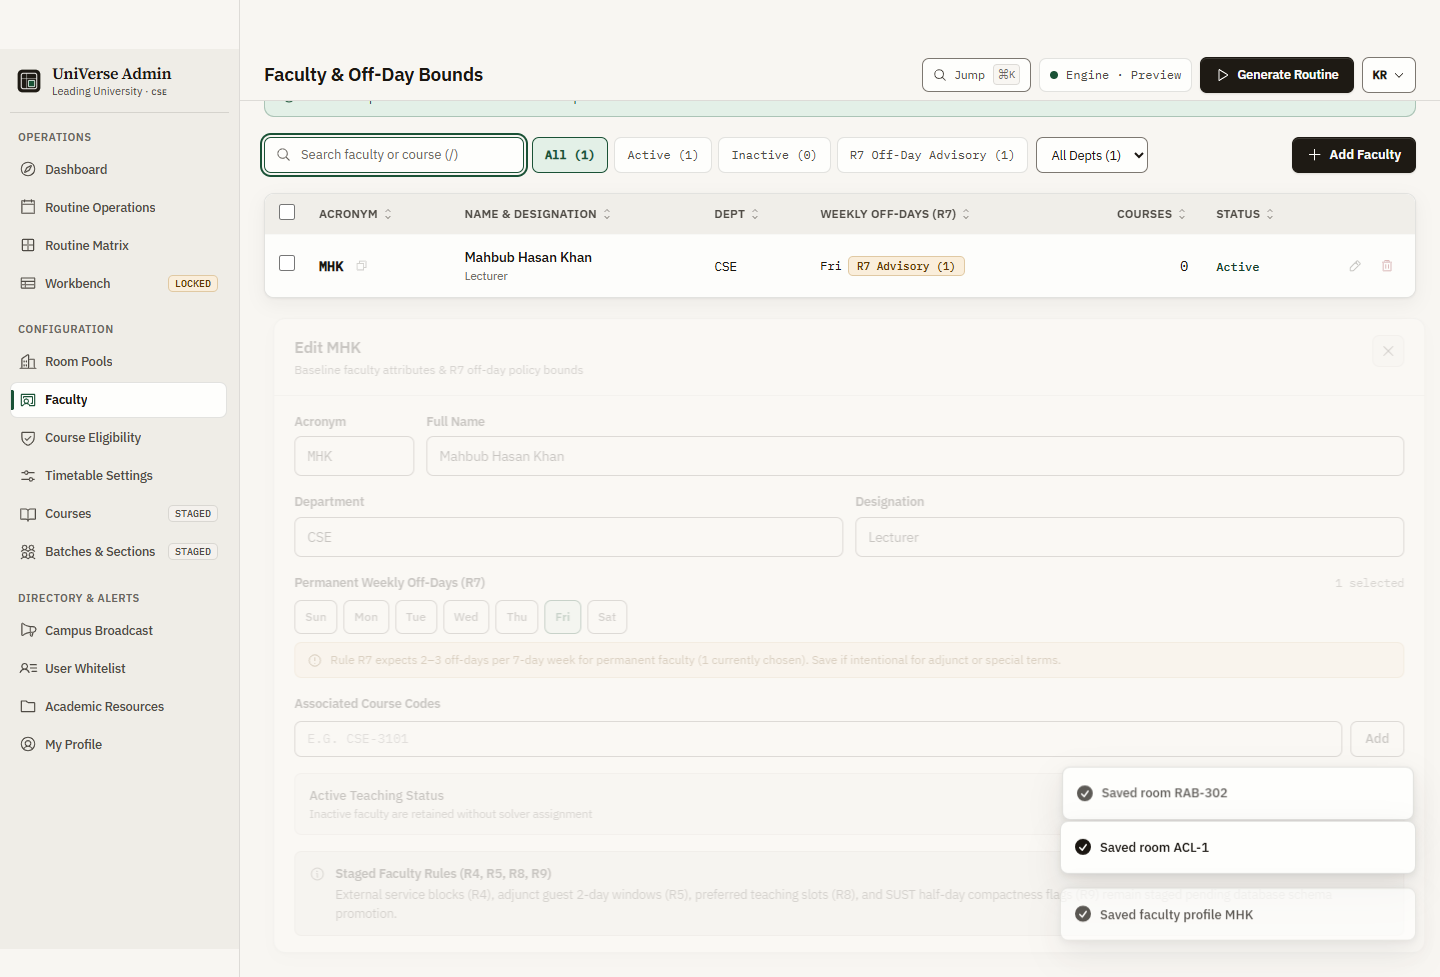 UniVerse Admin
Leading University · CSE
OPERATIONS
Dashboard
Routine Operations
Routine Matrix
Workbench LOCKED
CONFIGURATION
Room Pools
Faculty
Course Eligibility
Timetable Settings
Courses STAGED
Batches & Sections STAGED
DIRECTORY & ALERTS
Campus Broadcast
User Whitelist
Academic Resources
My Profile
Faculty & Off-Day Bounds
Jump ⌘K
Engine · Preview
Generate Routine
KR
Search faculty or course (/)
All (1)
Active (1)
Inactive (0)
R7 Off-Day Advisory (1)
All Depts (1)
Add Faculty
ACRONYM NAME & DESIGNATION DEPT WEEKLY OFF-DAYS (R7) COURSES STATUS
MHK Mahbub Hasan Khan CSE Fri R7 Advisory (1) 0 Active
Lecturer
Edit MHK
Baseline faculty attributes & R7 off-day policy bounds
Acronym Full Name
MHK Mahbub Hasan Khan
Department Designation
CSE Lecturer
Permanent Weekly Off-Days (R7) 1 selected
Sun Mon Tue Wed Thu Fri Sat
Rule R7 expects 2–3 off-days per 7-day week for permanent faculty (1 currently chosen). Save if intentional for adjunct or special terms.
Associated Course Codes
E.G. CSE-3101 Add
Active Teaching Status
Inactive faculty are retained without solver assignment
Staged Faculty Rules (R4, R5, R8, R9)
External service blocks (R4), adjunct guest 2-day windows (R5), preferred teaching slots (R8), and SUST half-day compactness flags (R9) remain staged pending database schema
promotion.
Saved room RAB-302
Saved room ACL-1
Saved faculty profile MHK